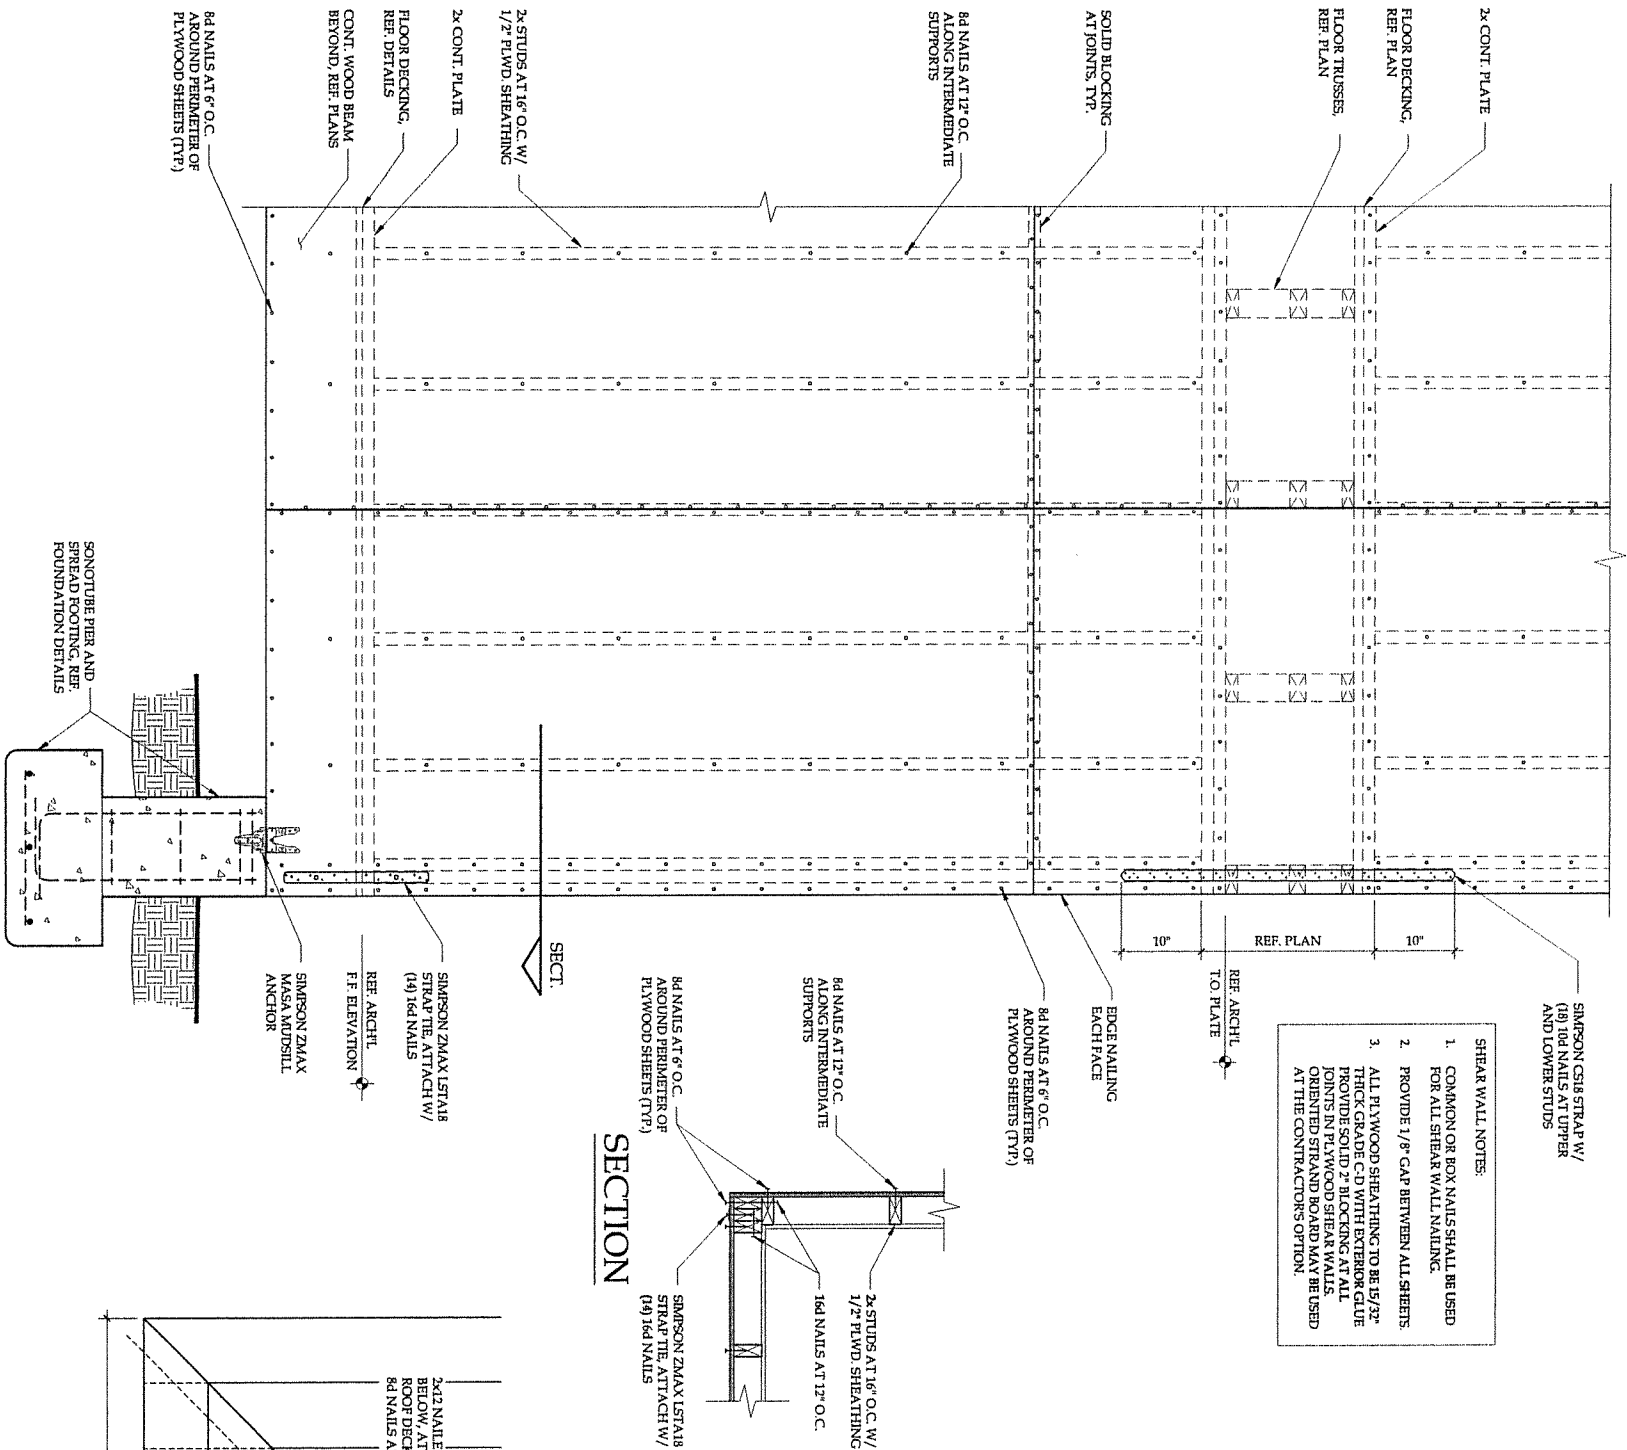 2x CONT. PLATE
FLOOR DECKING,
REF. PLAN
FLOOR TRUSSES,
REF. PLAN
SOLID BLOCKING
AT JOINTS, TYP.
8d NAILS AT 12" O.C.
ALONG INTERMEDIATE
SUPPORTS
2x STUDS AT 16" O.C. W/
1/2" PLWD. SHEATHING
2x CONT. PLATE
FLOOR DECKING,
REF. DETAILS
CONT. WOOD BEAM
BEYOND, REF. PLANS
8d NAILS AT 6" O.C.
AROUND PERIMETER OF
PLYWOOD SHEETS (TYP.)
SONOTUBE PIER AND
SPREAD FOOTING, REF.
FOUNDATION DETAILS
SIMPSON CS18 STRAP W/
(18) 10d NAILS AT UPPER
AND LOWER STUDS
10"
REF. PLAN
10"
REF. ARCH'L
T.O. PLATE
EDGE NAILING
EACH FACE
8d NAILS AT 6" O.C.
AROUND PERIMETER OF
PLYWOOD SHEETS (TYP.)
SECT.
SIMPSON ZMAX LSTA18
STRAP TIE, ATTACH W/
(14) 16d NAILS
REF. ARCH'L
F.F. ELEVATION
SIMPSON ZMAX
MASA MUDSILL
ANCHOR
SHEAR WALL NOTES:
1. COMMON OR BOX NAILS SHALL BE USED
FOR ALL SHEAR WALL NAILING.
2. PROVIDE 1/8" GAP BETWEEN ALL SHEETS.
3. ALL PLYWOOD SHEATHING TO BE 15/32"
THICK GRADE C-D WITH EXTERIOR GLUE
PROVIDE SOLID 2" BLOCKING AT ALL
JOINTS IN PLYWOOD SHEAR WALLS.
ORIENTED STRAND BOARD MAY BE USED
AT THE CONTRACTOR'S OPTION.
8d NAILS AT 12" O.C.
ALONG INTERMEDIATE
SUPPORTS
8d NAILS AT 6" O.C.
AROUND PERIMETER OF
PLYWOOD SHEETS (TYP.)
2x STUDS AT 16" O.C. W/
1/2" PLWD. SHEATHING
16d NAILS AT 12" O.C.
SIMPSON ZMAX LSTA18
STRAP TIE, ATTACH W/
(14) 16d NAILS
SECTION
2x12 NAILE
BELOW, AT
ROOF DECK
8d NAILS A